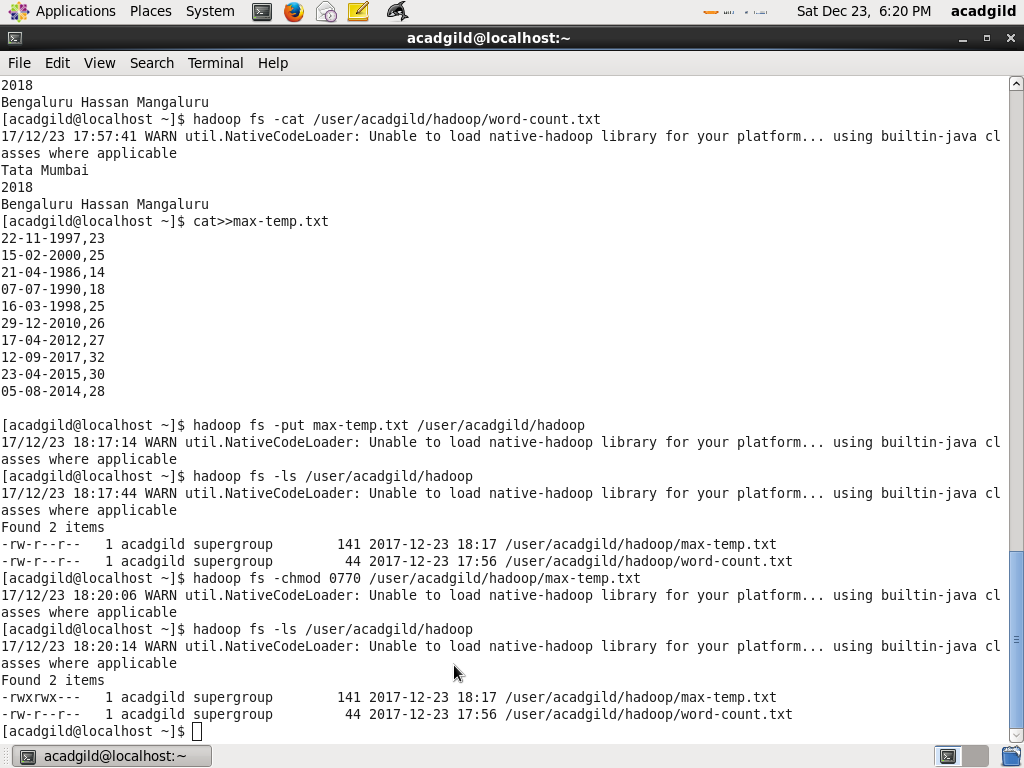 Applications Places System Sat Dec 23, 6:20 PM acadgild
acadgild@localhost:~
File Edit View Search Terminal Help
2018
Bengaluru Hassan Mangaluru
[acadgild@localhost ~]$ hadoop fs -cat /user/acadgild/hadoop/word-count.txt
17/12/23 17:57:41 WARN util.NativeCodeLoader: Unable to load native-hadoop library for your platform... using builtin-java cl
asses where applicable
Tata Mumbai
2018
Bengaluru Hassan Mangaluru
[acadgild@localhost ~]$ cat>>max-temp.txt
22-11-1997,23
15-02-2000,25
21-04-1986,14
07-07-1990,18
16-03-1998,25
29-12-2010,26
17-04-2012,27
12-09-2017,32
23-04-2015,30
05-08-2014,28
[acadgild@localhost ~]$ hadoop fs -put max-temp.txt /user/acadgild/hadoop
17/12/23 18:17:14 WARN util.NativeCodeLoader: Unable to load native-hadoop library for your platform... using builtin-java cl
asses where applicable
[acadgild@localhost ~]$ hadoop fs -ls /user/acadgild/hadoop
17/12/23 18:17:44 WARN util.NativeCodeLoader: Unable to load native-hadoop library for your platform... using builtin-java cl
asses where applicable
Found 2 items
-rw-r--r--   1 acadgild supergroup        141 2017-12-23 18:17 /user/acadgild/hadoop/max-temp.txt
-rw-r--r--   1 acadgild supergroup         44 2017-12-23 17:56 /user/acadgild/hadoop/word-count.txt
[acadgild@localhost ~]$ hadoop fs -chmod 0770 /user/acadgild/hadoop/max-temp.txt
17/12/23 18:20:06 WARN util.NativeCodeLoader: Unable to load native-hadoop library for your platform... using builtin-java cl
asses where applicable
[acadgild@localhost ~]$ hadoop fs -ls /user/acadgild/hadoop
17/12/23 18:20:14 WARN util.NativeCodeLoader: Unable to load native-hadoop library for your platform... using builtin-java cl
asses where applicable
Found 2 items
-rwxrwx---   1 acadgild supergroup        141 2017-12-23 18:17 /user/acadgild/hadoop/max-temp.txt
-rw-r--r--   1 acadgild supergroup         44 2017-12-23 17:56 /user/acadgild/hadoop/word-count.txt
[acadgild@localhost ~]$
acadgild@localhost:~